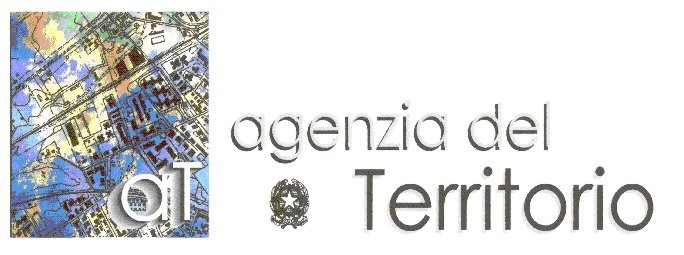 agenzia del
Territorio
aT